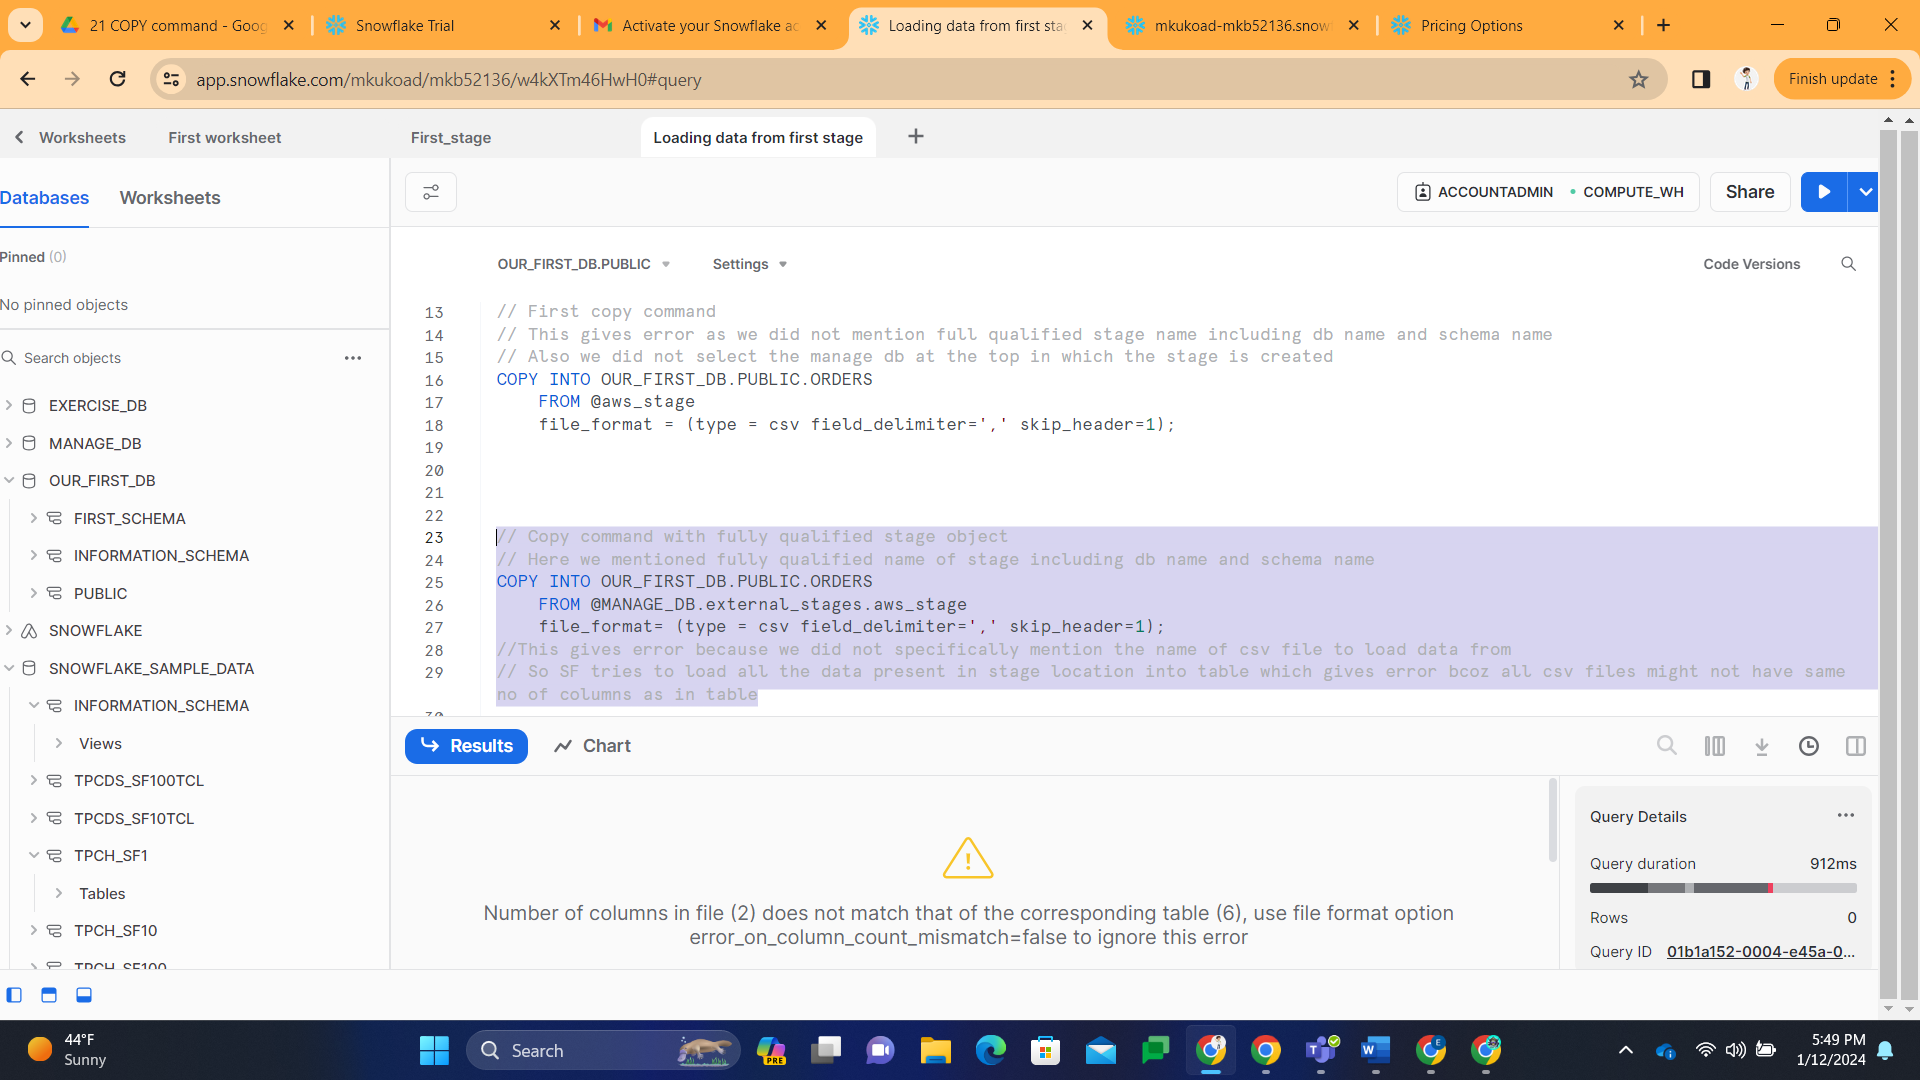 21 COPY command - Goog
Snowflake Trial
Activate your Snowflake ac
Loading data from first sta
mkukoad-mkb52136.snow
Pricing Options
app.snowflake.com/mkukoad/mkb52136/w4kXTm46HwH0#query
Finish update
Worksheets
First worksheet
First_stage
Loading data from first stage
Databases
Worksheets
ACCOUNTADMIN
COMPUTE_WH
Share
Pinned (0)
No pinned objects
Search objects
EXERCISE_DB
MANAGE_DB
OUR_FIRST_DB
FIRST_SCHEMA
INFORMATION_SCHEMA
PUBLIC
SNOWFLAKE
SNOWFLAKE_SAMPLE_DATA
INFORMATION_SCHEMA
Views
TPCDS_SF100TCL
TPCDS_SF10TCL
TPCH_SF1
Tables
TPCH_SF10
TPCH_SF100
OUR_FIRST_DB.PUBLIC
Settings
Code Versions
13 // First copy command
14 // This gives error as we did not mention full qualified stage name including db name and schema name
15 // Also we did not select the manage db at the top in which the stage is created
16 COPY INTO OUR_FIRST_DB.PUBLIC.ORDERS
17 FROM @aws_stage
18 file_format = (type = csv field_delimiter=',' skip_header=1);
19
20
21
22
23 // Copy command with fully qualified stage object
24 // Here we mentioned fully qualified name of stage including db name and schema name
25 COPY INTO OUR_FIRST_DB.PUBLIC.ORDERS
26 FROM @MANAGE_DB.external_stages.aws_stage
27 file_format= (type = csv field_delimiter=',' skip_header=1);
28 //This gives error because we did not specifically mention the name of csv file to load data from
29 // So SF tries to load all the data present in stage location into table which gives error bcoz all csv files might not have same
no of columns as in table
30
Results
Chart
Number of columns in file (2) does not match that of the corresponding table (6), use file format option
error_on_column_count_mismatch=false to ignore this error
Query Details
Query duration 912ms
Rows 0
Query ID 01b1a152-0004-e45a-0...
44°F
Sunny
Search
PRE
5:49 PM
1/12/2024